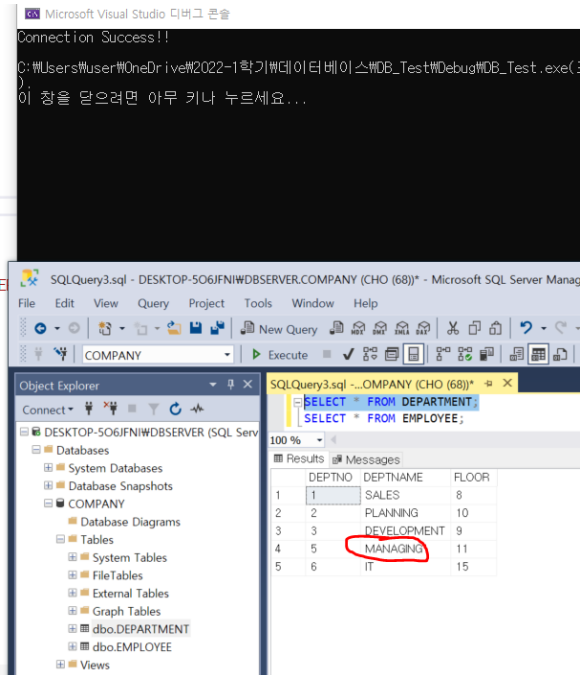 Microsoft Visual Studio 디버그 콘솔
Connection Success!!
C:₩Users₩user₩OneDrive₩2022-1학기₩데이터베이스₩DB_Test₩Debug₩DB_Test.exe(
).
이 창을 닫으려면 아무 키나 누르세요...
SQLQuery3.sql - DESKTOP-5O6JFNI₩DBSERVER.COMPANY (CHO (68))* - Microsoft SQL Server Manag
File Edit View Query Project Tools Window Help
New Query MDX DMX XMLA DAX
COMPANY Execute
Object Explorer
SQLQuery3.sql -...OMPANY (CHO (68))*
Connect
SELECT * FROM DEPARTMENT;
SELECT * FROM EMPLOYEE;
DESKTOP-5O6JFNI₩DBSERVER (SQL Serv
Databases
System Databases
Database Snapshots
COMPANY
Database Diagrams
Tables
System Tables
FileTables
External Tables
Graph Tables
dbo.DEPARTMENT
dbo.EMPLOYEE
Views
100 %
Results Messages
DEPTNO DEPTNAME FLOOR
1 1 SALES 8
2 2 PLANNING 10
3 3 DEVELOPMENT 9
4 5 MANAGING 11
5 6 IT 15